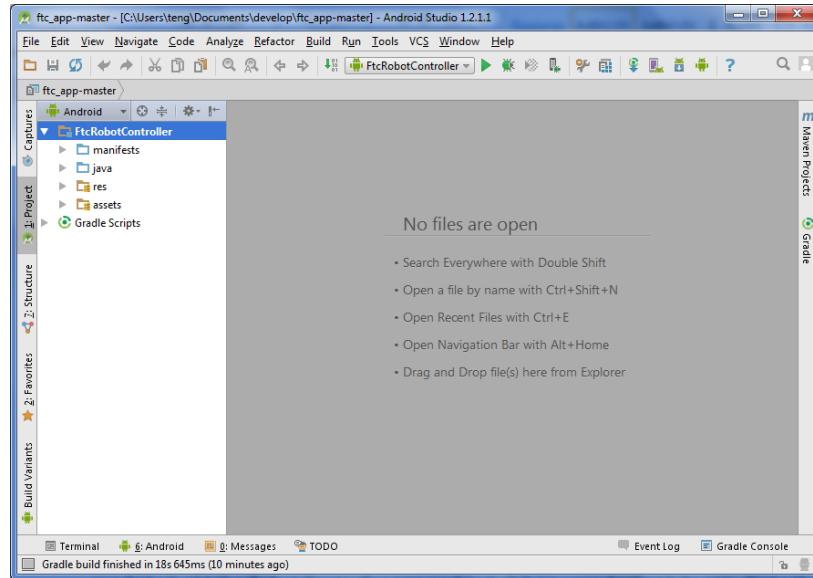 ftc_app-master - [C:\Users\teng\Documents\develop\ftc_app-master] - Android Studio 1.2.1.1
File Edit View Navigate Code Analyze Refactor Build Run Tools VCS Window Help
FtcRobotController
ftc_app-master
Android
FtcRobotController
manifests
java
res
assets
Gradle Scripts
Captures
1: Project
7: Structure
2: Favorites
Build Variants
No files are open
• Search Everywhere with Double Shift
• Open a file by name with Ctrl+Shift+N
• Open Recent Files with Ctrl+E
• Open Navigation Bar with Alt+Home
• Drag and Drop file(s) here from Explorer
m
Maven Projects
Gradle
Terminal 6: Android 0: Messages TODO Event Log Gradle Console
Gradle build finished in 18s 645ms (10 minutes ago)